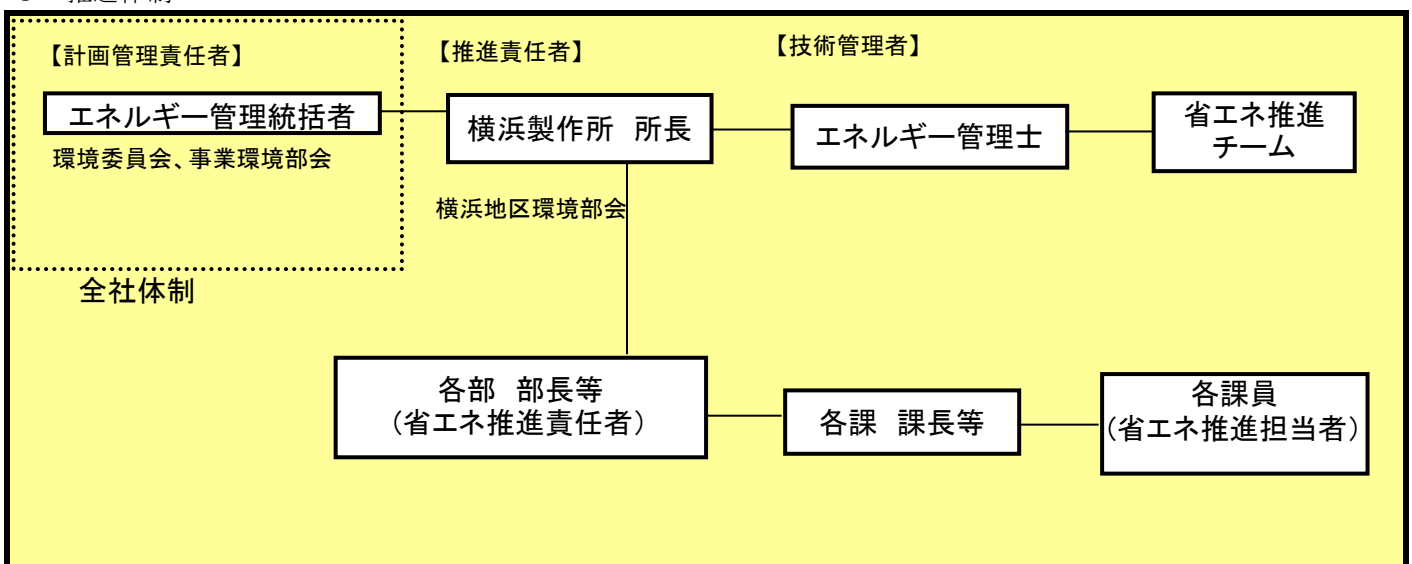 【計画管理責任者】
【推進責任者】
【技術管理者】
エネルギー管理統括者
横浜製作所 所長
エネルギー管理士
省エネ推進
チーム
環境委員会、事業環境部会
横浜地区環境部会
全社体制
各部 部長等
（省エネ推進責任者）
各課 課長等
各課員
（省エネ推進担当者）